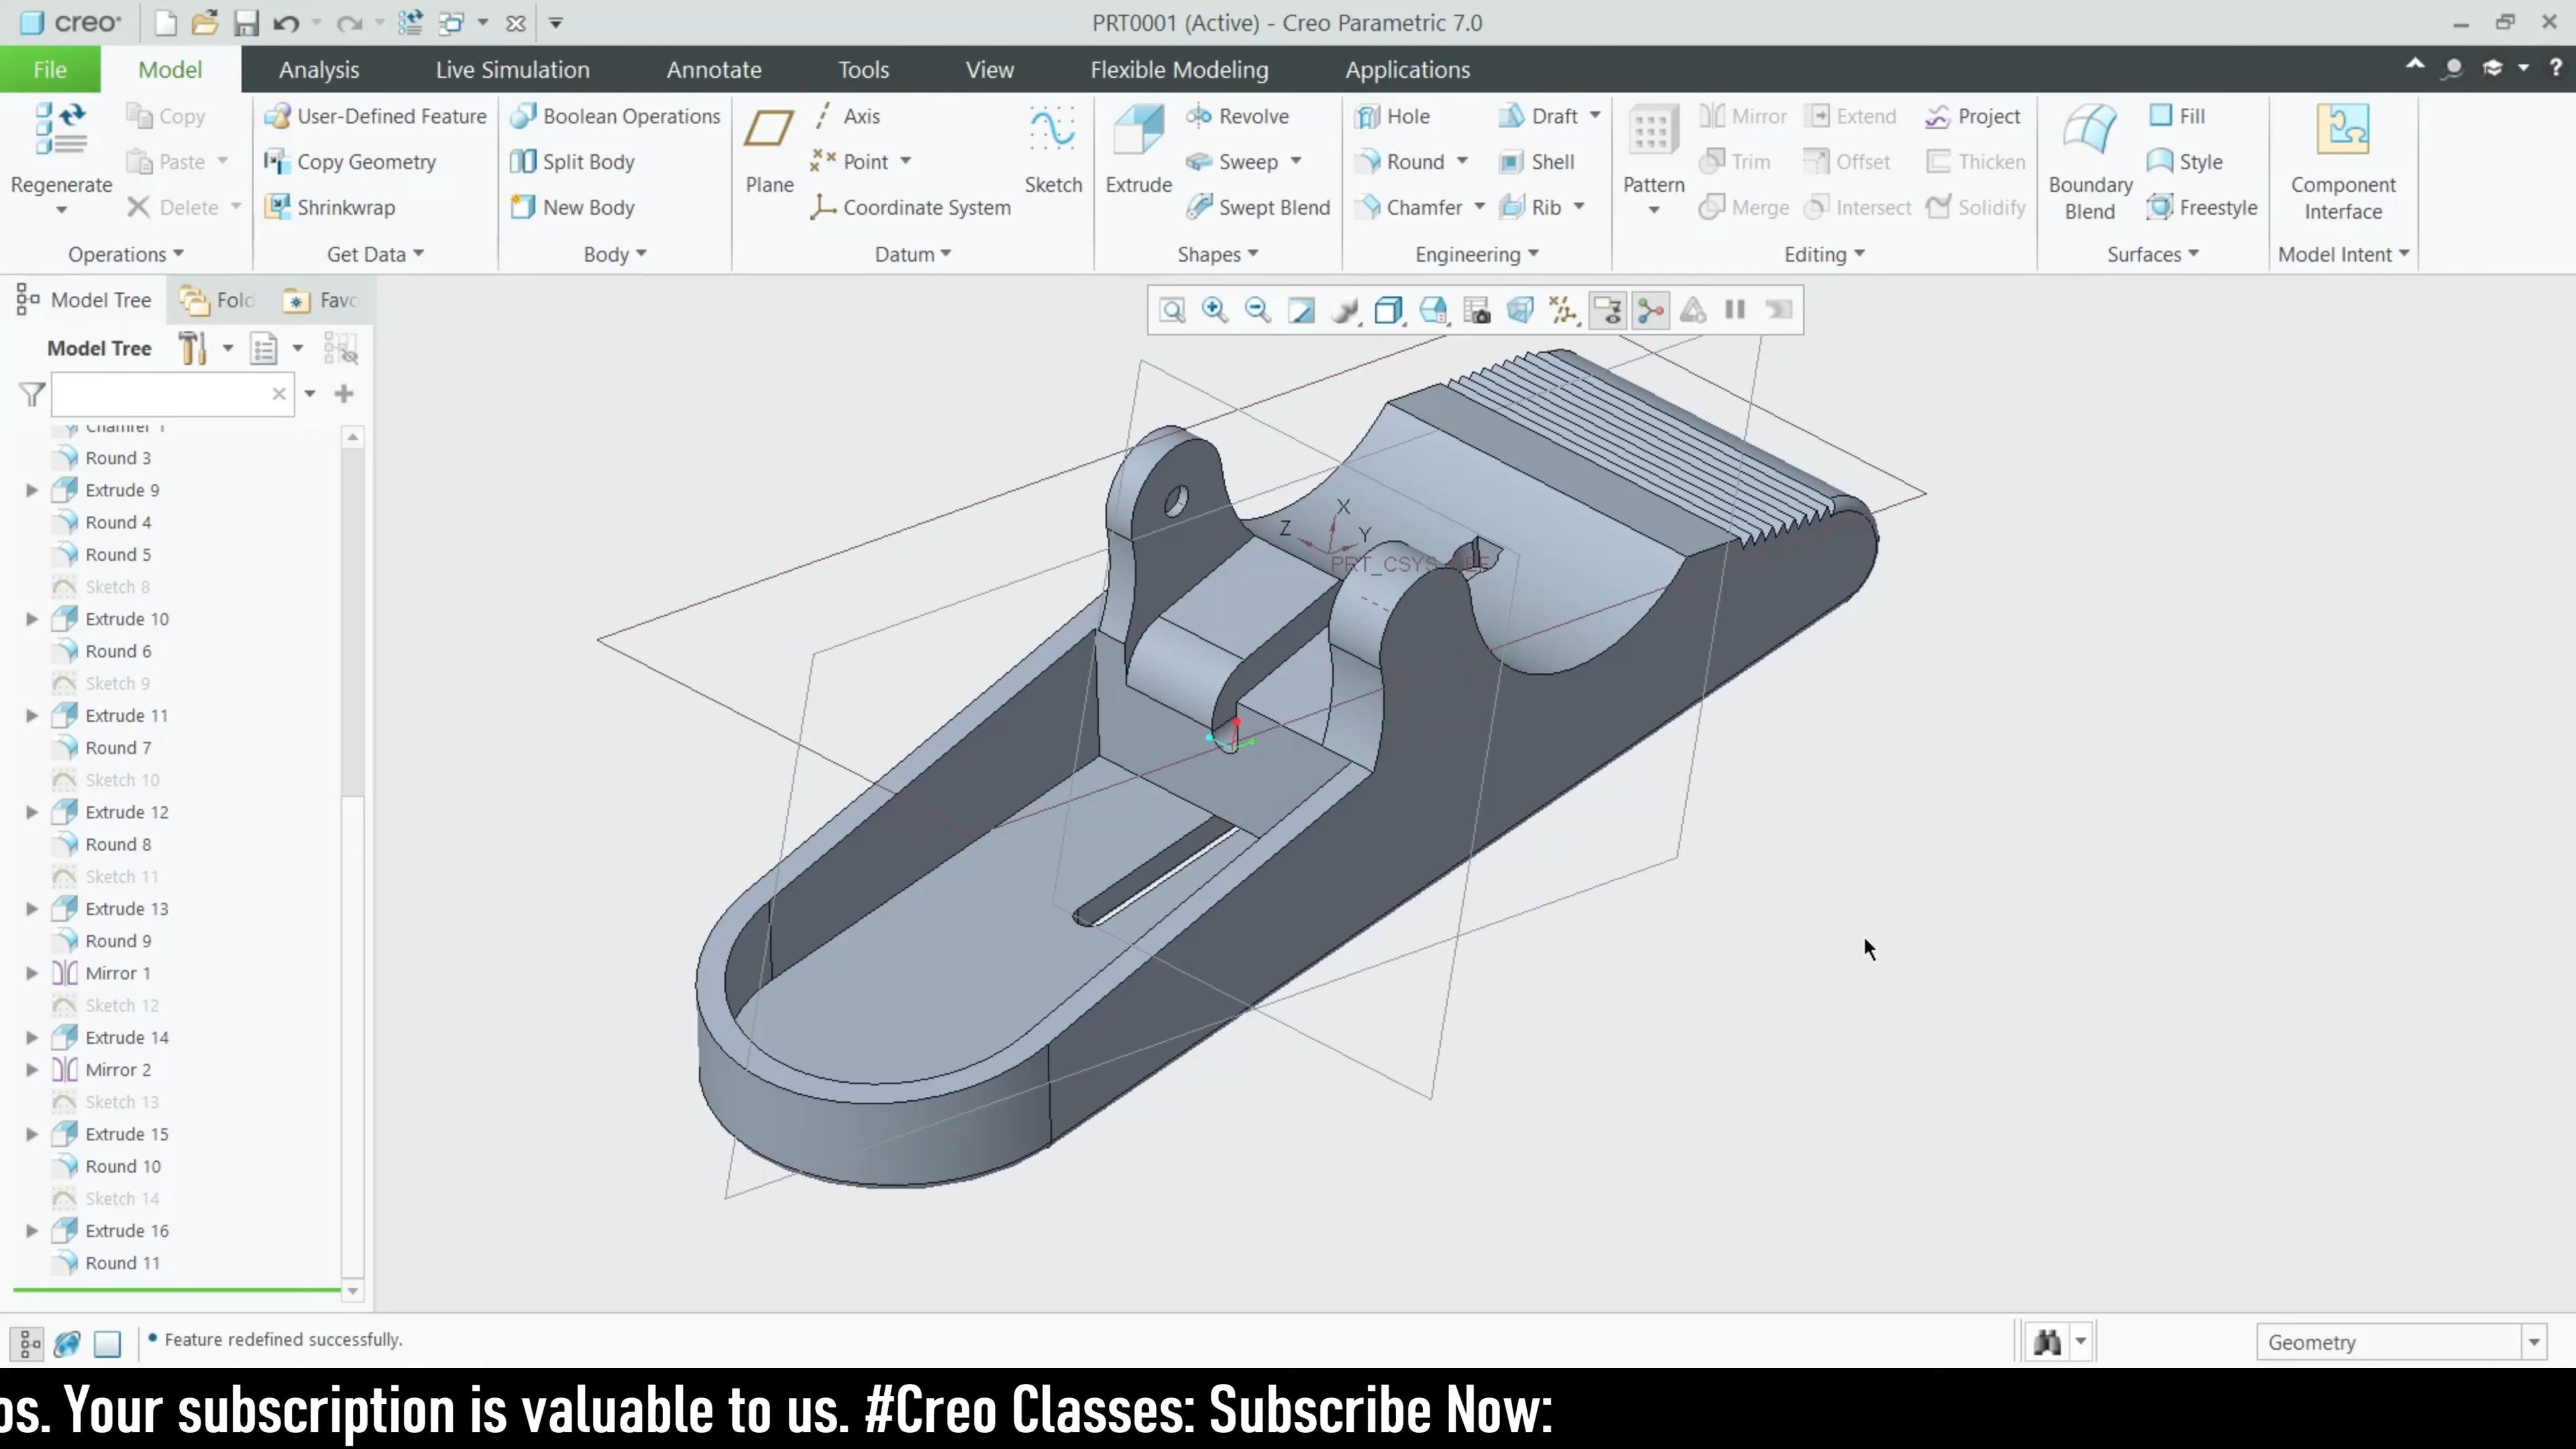 creo
PRT0001 (Active) - Creo Parametric 7.0
File Model Analysis Live Simulation Annotate Tools View Flexible Modeling Applications
Regenerate
Copy
Paste
Delete
Operations
User-Defined Feature
Copy Geometry
Shrinkwrap
Get Data
Boolean Operations
Split Body
New Body
Body
Plane
Axis
Point
Coordinate System
Sketch
Datum
Extrude
Revolve
Sweep
Swept Blend
Shapes
Hole
Round
Chamfer
Draft
Shell
Rib
Engineering
Pattern
Mirror
Trim
Merge
Extend
Offset
Intersect
Project
Thicken
Solidify
Editing
Boundary
Blend
Fill
Style
Freestyle
Surfaces
Component
Interface
Model Intent
Model Tree Fold Favo
Model Tree
Chamfer 1
Round 3
Extrude 9
Round 4
Round 5
Sketch 8
Extrude 10
Round 6
Sketch 9
Extrude 11
Round 7
Sketch 10
Extrude 12
Round 8
Sketch 11
Extrude 13
Round 9
Mirror 1
Sketch 12
Extrude 14
Mirror 2
Sketch 13
Extrude 15
Round 10
Sketch 14
Extrude 16
Round 11
X
Z
Y
PRT_CSYS_DEF
Feature redefined successfully.
Geometry
os. Your subscription is valuable to us. #Creo Classes: Subscribe Now: